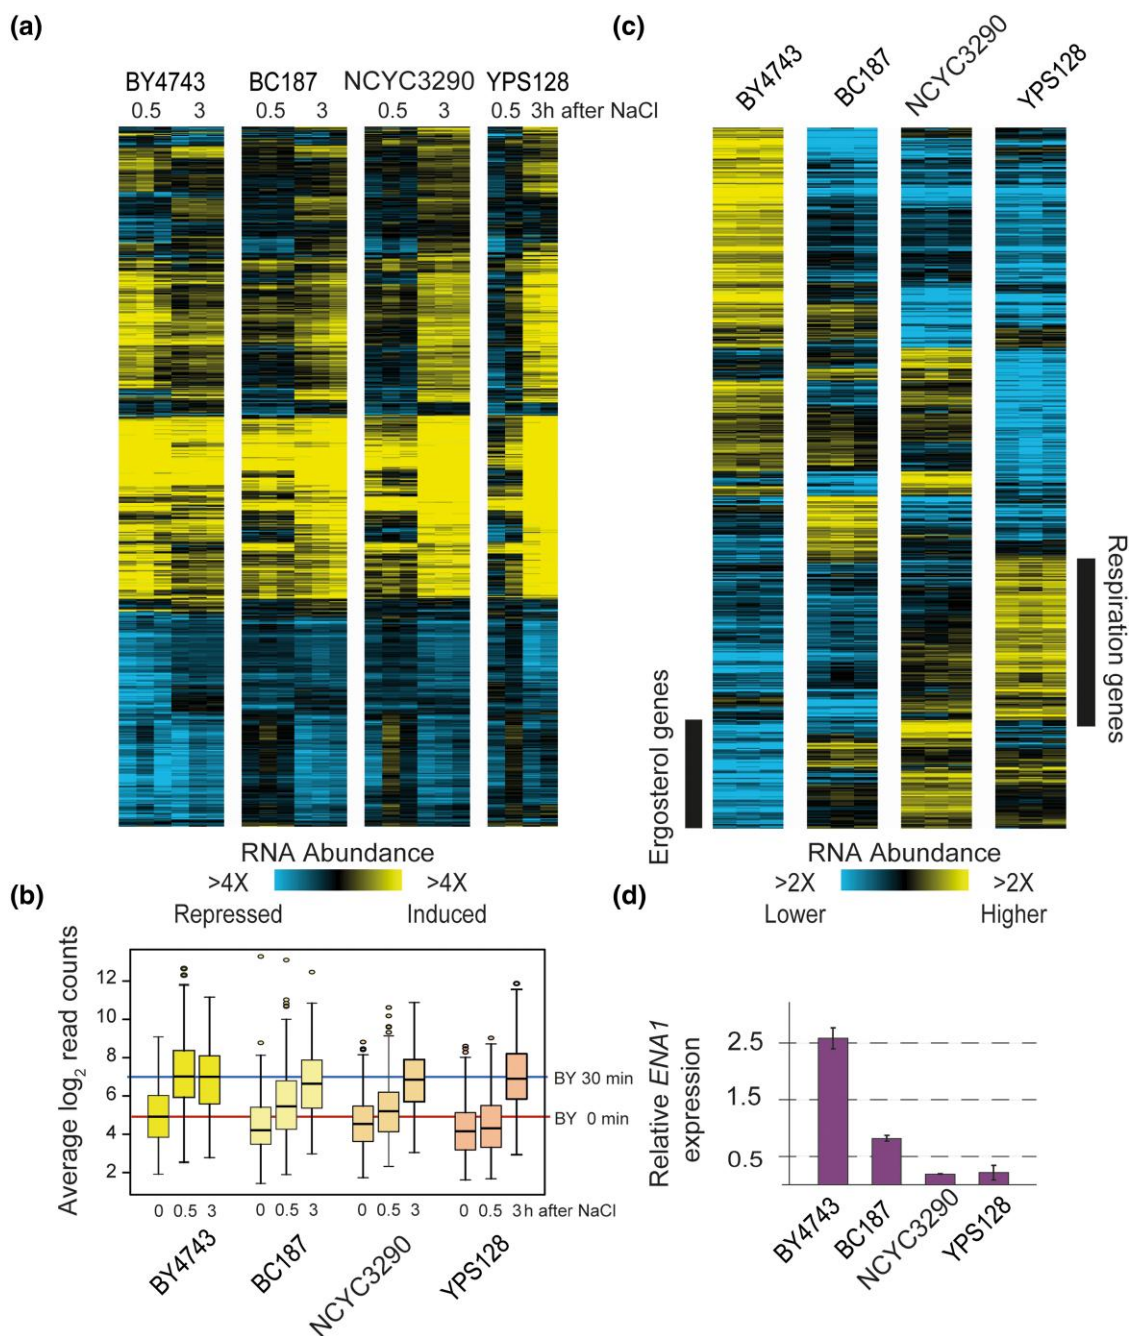 (a)
BY4743 BC187 NCYC3290 YPS128
0.5 3 0.5 3 0.5 3 0.5 3h after NaCl
RNA Abundance
>4X >4X
Repressed Induced
(b)
Average log2 read counts
12
10
8
6
4
2
BY 30 min
BY 0 min
0 0.5 3 0 0.5 3 0 0.5 3 0 0.5 3h after NaCl
BY4743 BC187 NCYC3290 YPS128
(c)
BY4743 BC187 NCYC3290 YPS128
Respiration genes
Ergosterol genes
RNA Abundance
>2X >2X
Lower Higher
(d)
Relative ENA1
expression
2.5
1.5
0.5
BY4743 BC187 NCYC3290 YPS128